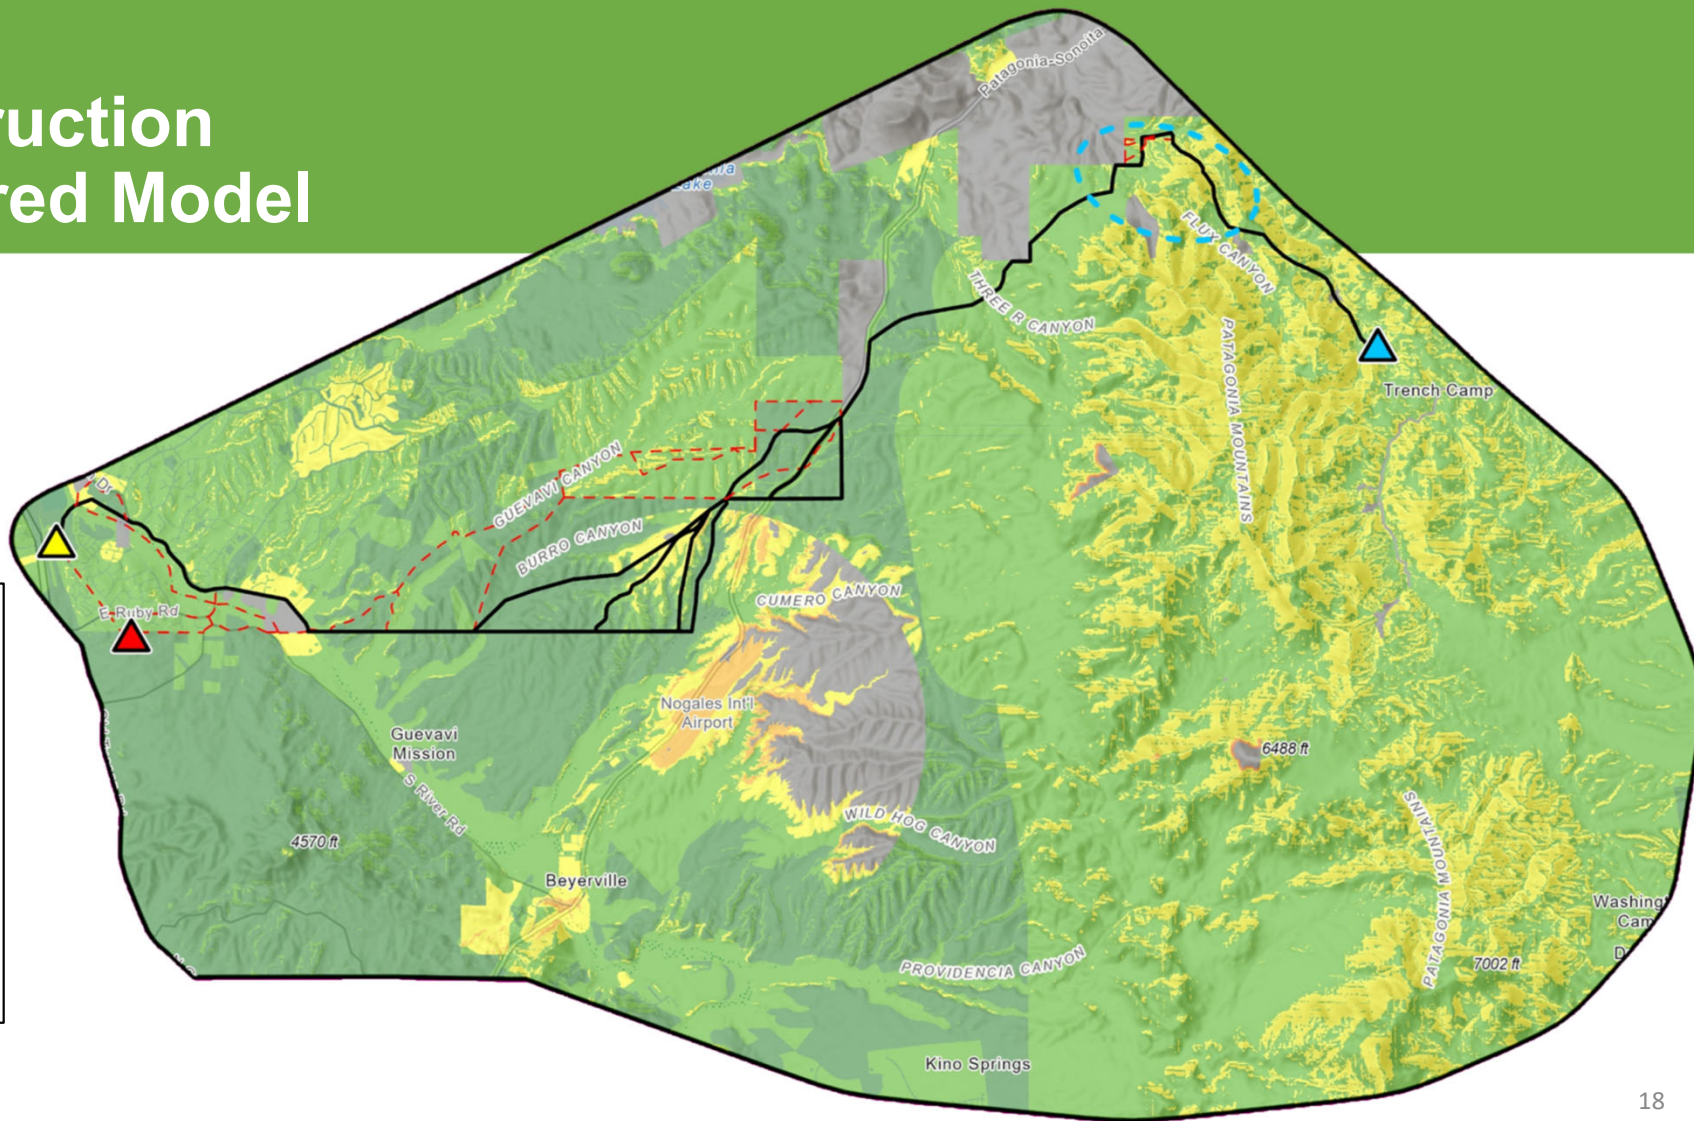 ruction
red Model
Patagonia-Sonoita
Lake
FLUX CANYON
THREE R CANYON
PATAGONIA MOUNTAINS
Trench Camp
GUEVAVI CANYON
BURRO CANYON
Dr
E Ruby Rd
CUMERO CANYON
Nogales Int'l
Airport
Guevavi
Mission
S River Rd
6488 ft
4570 ft
WILD HOG CANYON
PATAGONIA MOUNTAINS
Beyerville
Washing
Cam
7002 ft
PROVIDENCIA CANYON
Kino Springs
18